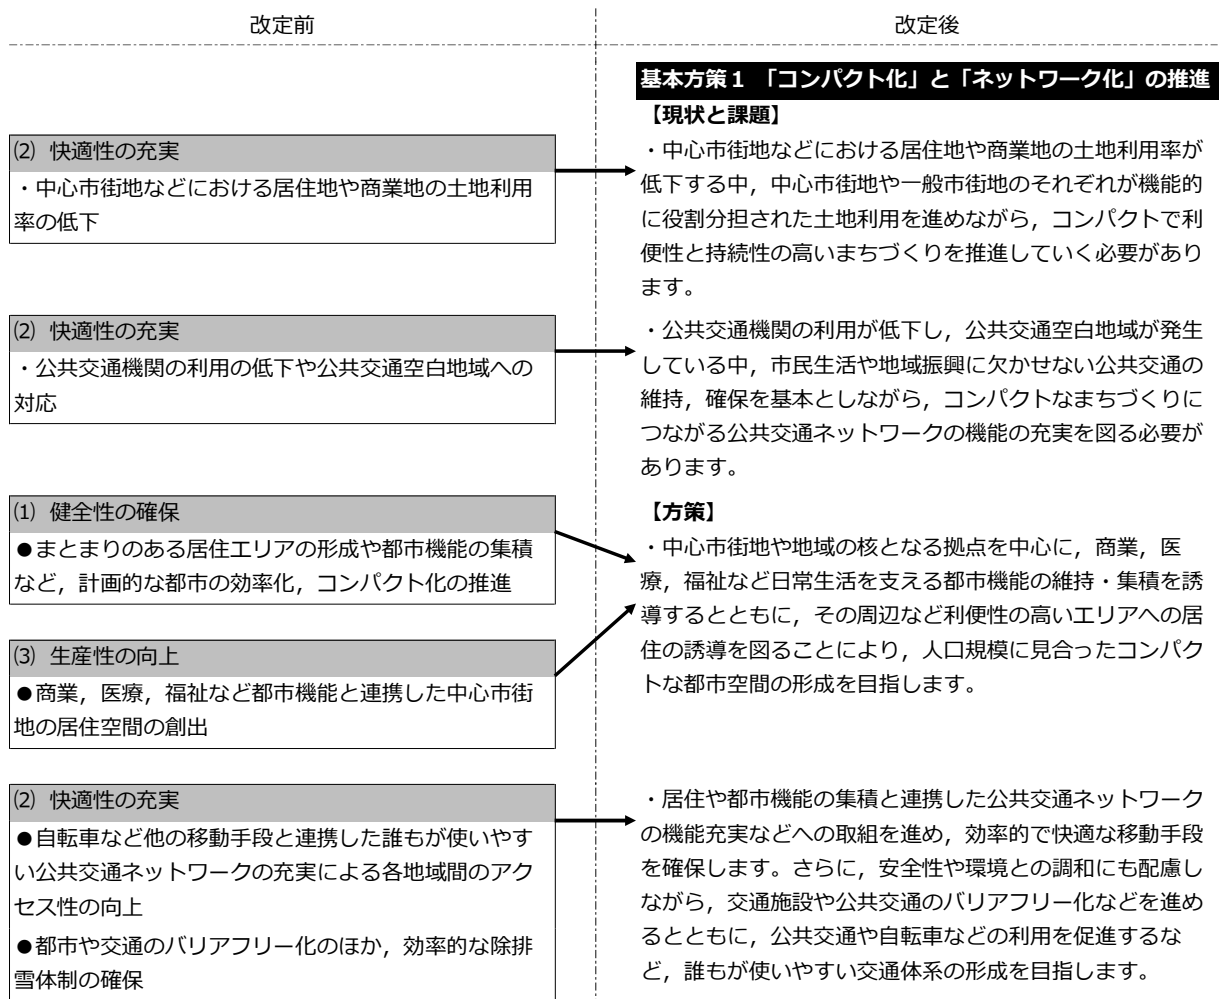 改定前
改定後
基本方策１ 「コンパクト化」と「ネットワーク化」の推進
【現状と課題】
⑵ 快適性の充実
・中心市街地などにおける居住地や商業地の土地利用
率の低下
・中心市街地などにおける居住地や商業地の土地利用率が
低下する中，中心市街地や一般市街地のそれぞれが機能的
に役割分担された土地利用を進めながら，コンパクトで利
便性と持続性の高いまちづくりを推進していく必要があり
ます。
⑵ 快適性の充実
・公共交通機関の利用の低下や公共交通空白地域への
対応
・公共交通機関の利用が低下し，公共交通空白地域が発生
している中，市民生活や地域振興に欠かせない公共交通の
維持，確保を基本としながら，コンパクトなまちづくりに
つながる公共交通ネットワークの機能の充実を図る必要が
あります。
⑴ 健全性の確保
●まとまりのある居住エリアの形成や都市機能の集積
など，計画的な都市の効率化，コンパクト化の推進
⑶ 生産性の向上
●商業，医療，福祉など都市機能と連携した中心市街
地の居住空間の創出
【方策】
・中心市街地や地域の核となる拠点を中心に，商業，医
療，福祉など日常生活を支える都市機能の維持・集積を誘
導するとともに，その周辺など利便性の高いエリアへの居
住の誘導を図ることにより，人口規模に見合ったコンパク
トな都市空間の形成を目指します。
⑵ 快適性の充実
●自転車など他の移動手段と連携した誰もが使いやす
い公共交通ネットワークの充実による各地域間のアク
セス性の向上
●都市や交通のバリアフリー化のほか，効率的な除排
雪体制の確保
・居住や都市機能の集積と連携した公共交通ネットワーク
の機能充実などへの取組を進め，効率的で快適な移動手段
を確保します。さらに，安全性や環境との調和にも配慮し
ながら，交通施設や公共交通のバリアフリー化などを進め
るとともに，公共交通や自転車などの利用を促進するな
ど，誰もが使いやすい交通体系の形成を目指します。